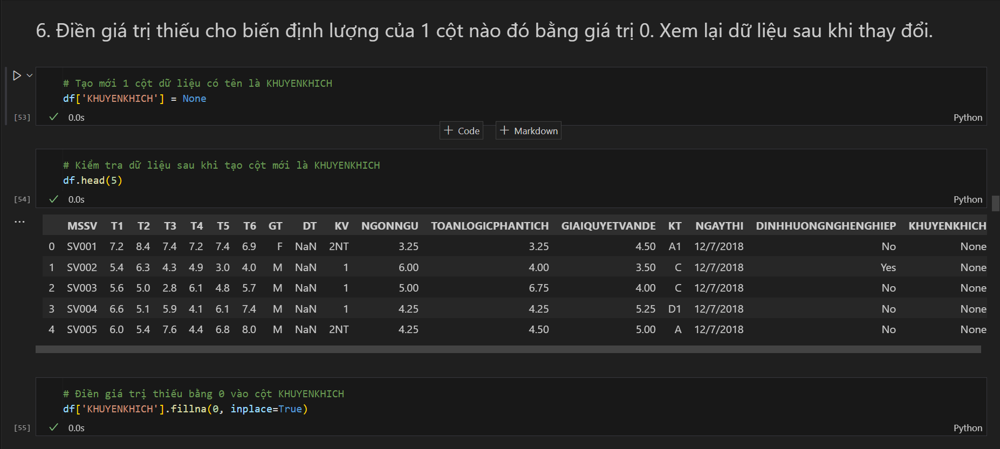 6. Điền giá trị thiếu cho biến định lượng của 1 cột nào đó bằng giá trị 0. Xem lại dữ liệu sau khi thay đổi.
# Tạo mới 1 cột dữ liệu có tên là KHUYENKHICH
df['KHUYENKHICH'] = None
[53] 0.0s Python
+ Code + Markdown
# Kiểm tra dữ liệu sau khi tạo cột mới là KHUYENKHICH
df.head(5)
[54] 0.0s Python
...
MSSV T1 T2 T3 T4 T5 T6 GT DT KV NGONNGU TOANLOGICPHANTICH GIAIQUYETVANDE KT NGAYTHI DINHHUONGNGHENGHIEP KHUYENKHICH
0 SV001 7.2 8.4 7.4 7.2 7.4 6.9 F NaN 2NT 3.25 3.25 4.50 A1 12/7/2018 No None
1 SV002 5.4 6.3 4.3 4.9 3.0 4.0 M NaN 1 6.00 4.00 3.50 C 12/7/2018 Yes None
2 SV003 5.6 5.0 2.8 6.1 4.8 5.7 M NaN 1 5.00 6.75 4.00 C 12/7/2018 No None
3 SV004 6.6 5.1 5.9 4.1 6.1 7.4 M NaN 1 4.25 4.25 5.25 D1 12/7/2018 No None
4 SV005 6.0 5.4 7.6 4.4 6.8 8.0 M NaN 2NT 4.25 4.50 5.00 A 12/7/2018 No None
# Điền giá trị thiếu bằng 0 vào cột KHUYENKHICH
df['KHUYENKHICH'].fillna(0, inplace=True)
[55] 0.0s Python